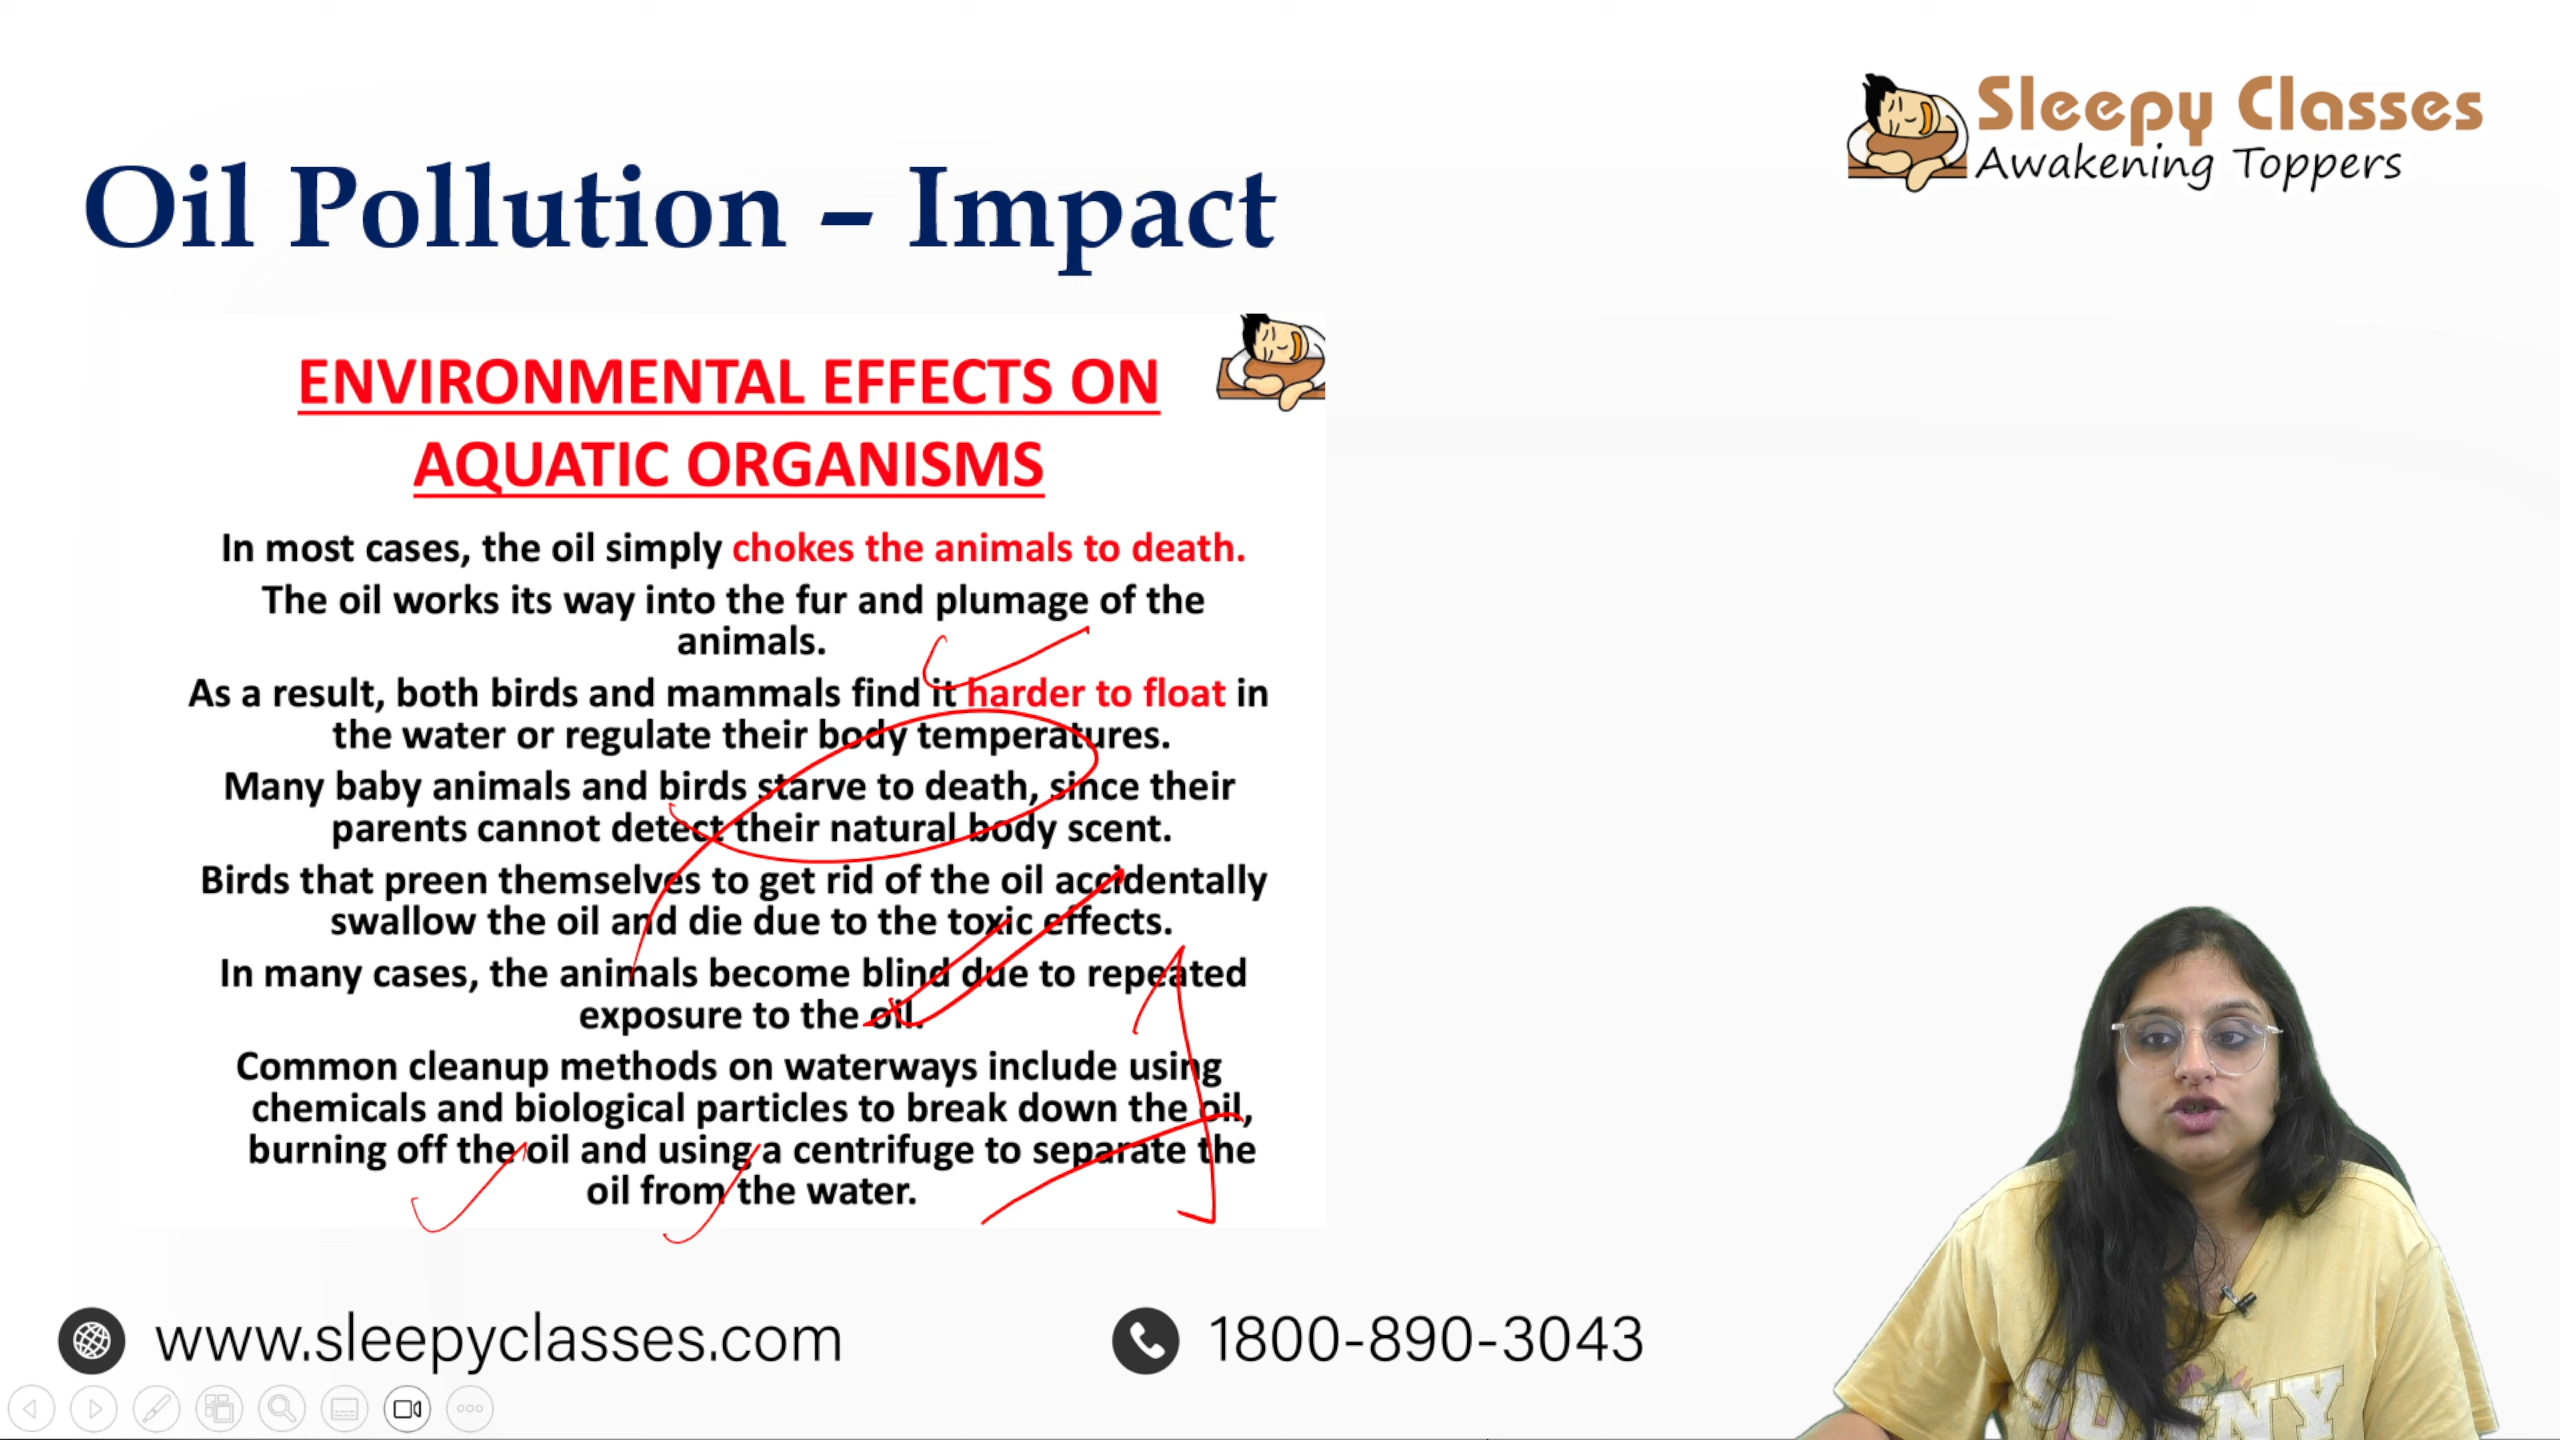 Sleepy Classes
Awakening Toppers
Oil Pollution – Impact
ENVIRONMENTAL EFFECTS ON
AQUATIC ORGANISMS
In most cases, the oil simply chokes the animals to death.
The oil works its way into the fur and plumage of the
animals.
As a result, both birds and mammals find it harder to float in
the water or regulate their body temperatures.
Many baby animals and birds starve to death, since their
parents cannot detect their natural body scent.
Birds that preen themselves to get rid of the oil accidentally
swallow the oil and die due to the toxic effects.
In many cases, the animals become blind due to repeated
exposure to the oil.
Common cleanup methods on waterways include using
chemicals and biological particles to break down the oil,
burning off the oil and using a centrifuge to separate the
oil from the water.
www.sleepyclasses.com
1800-890-3043